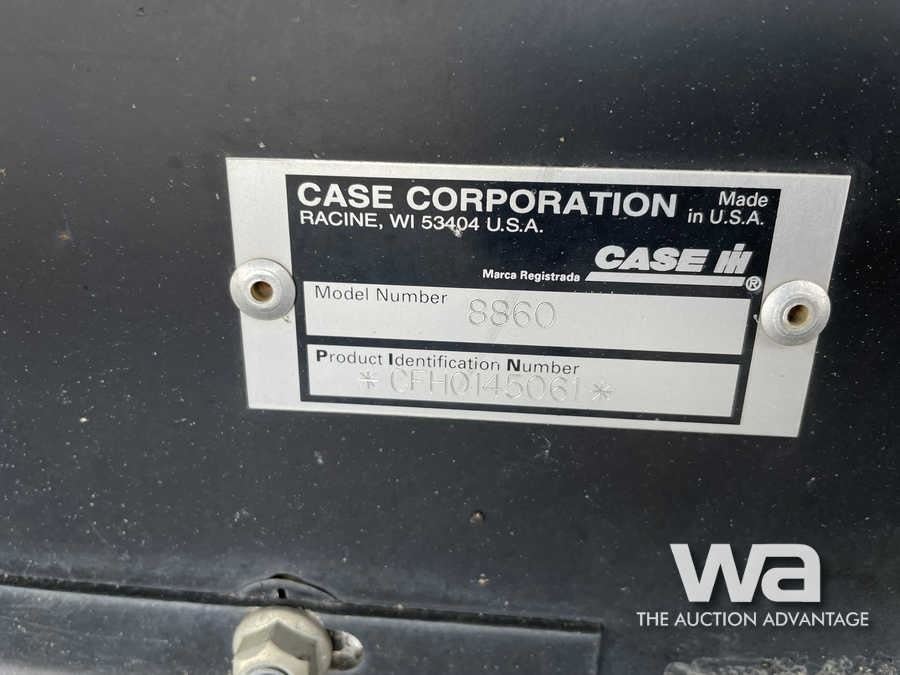 CASE CORPORATION Made in U.S.A.
RACINE, WI 53404 U.S.A.
Marca Registrada CASE IH ®
Model Number 8860
Product Identification Number
* CFH0145061 *
wa
THE AUCTION ADVANTAGE